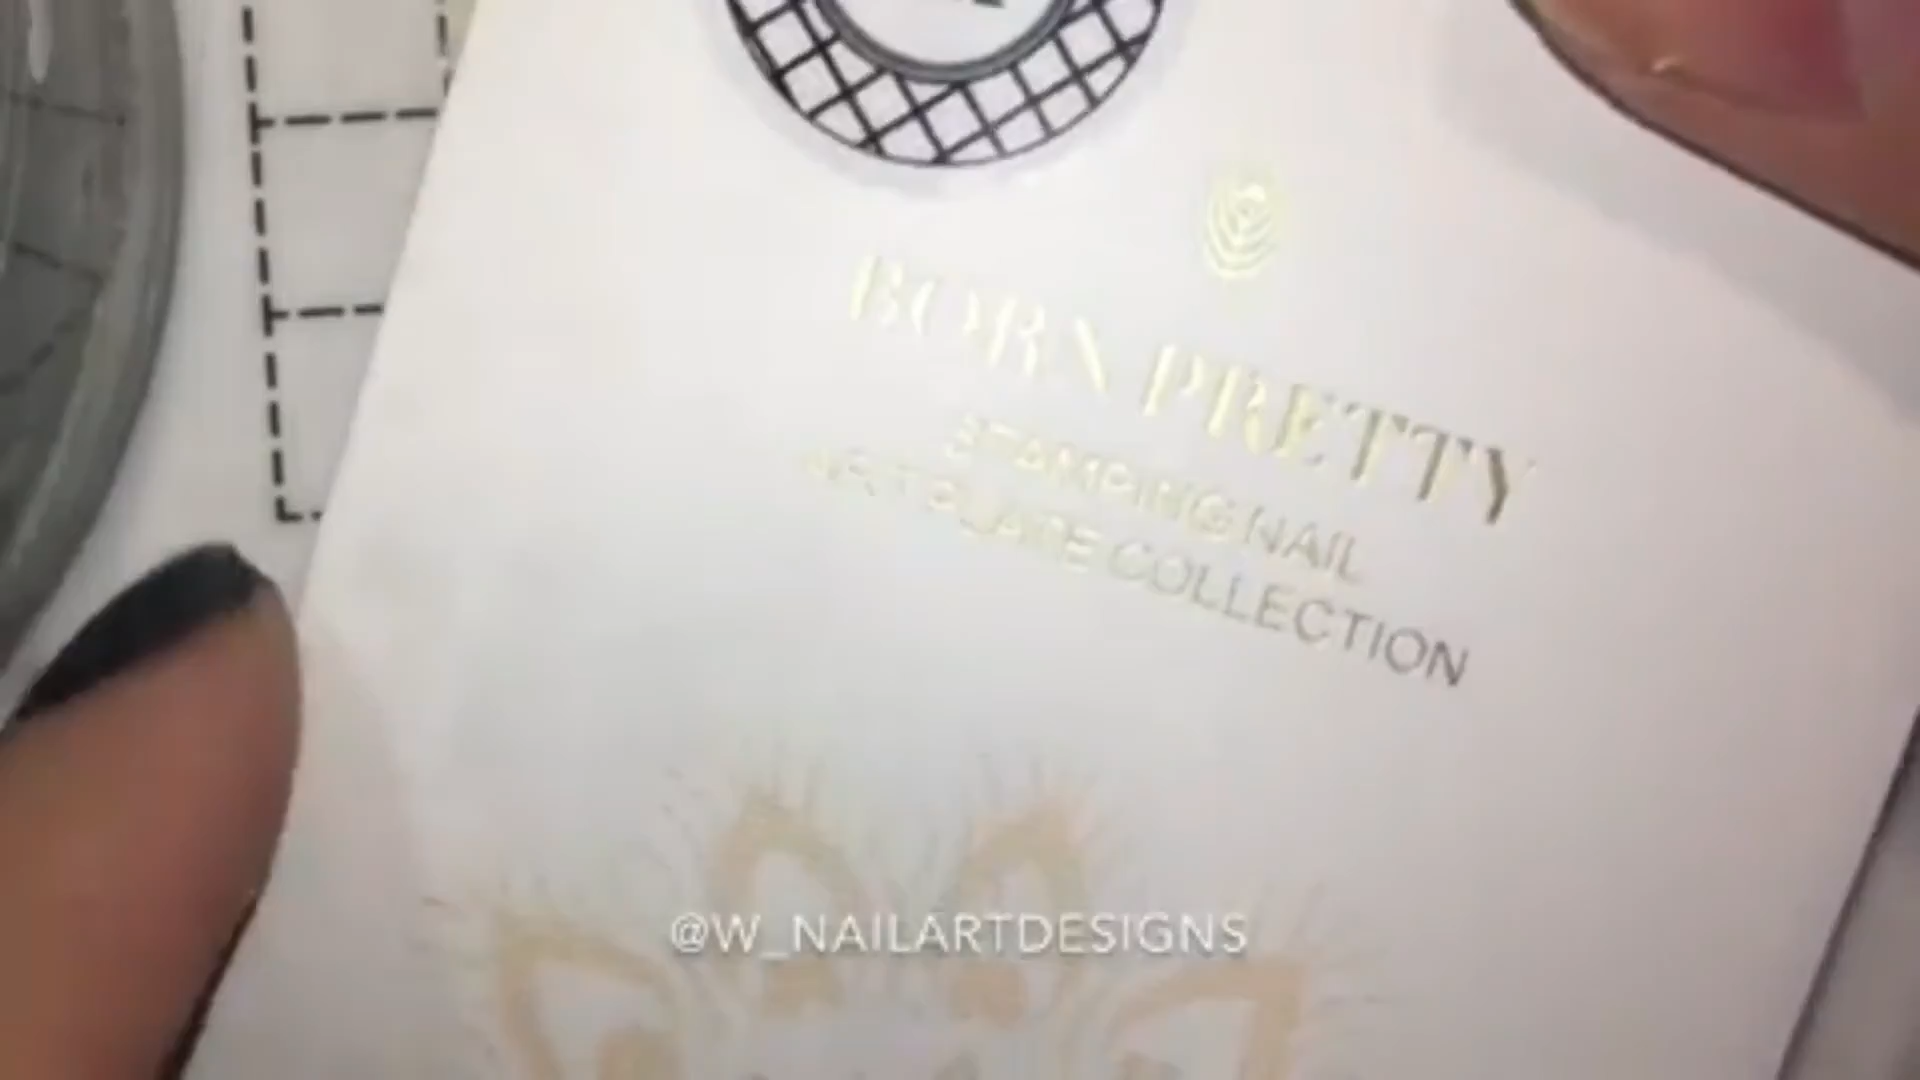 BORN PRETTY
STAMPING NAIL
ART PLATE COLLECTION
@W_NAILARTDESIGNS